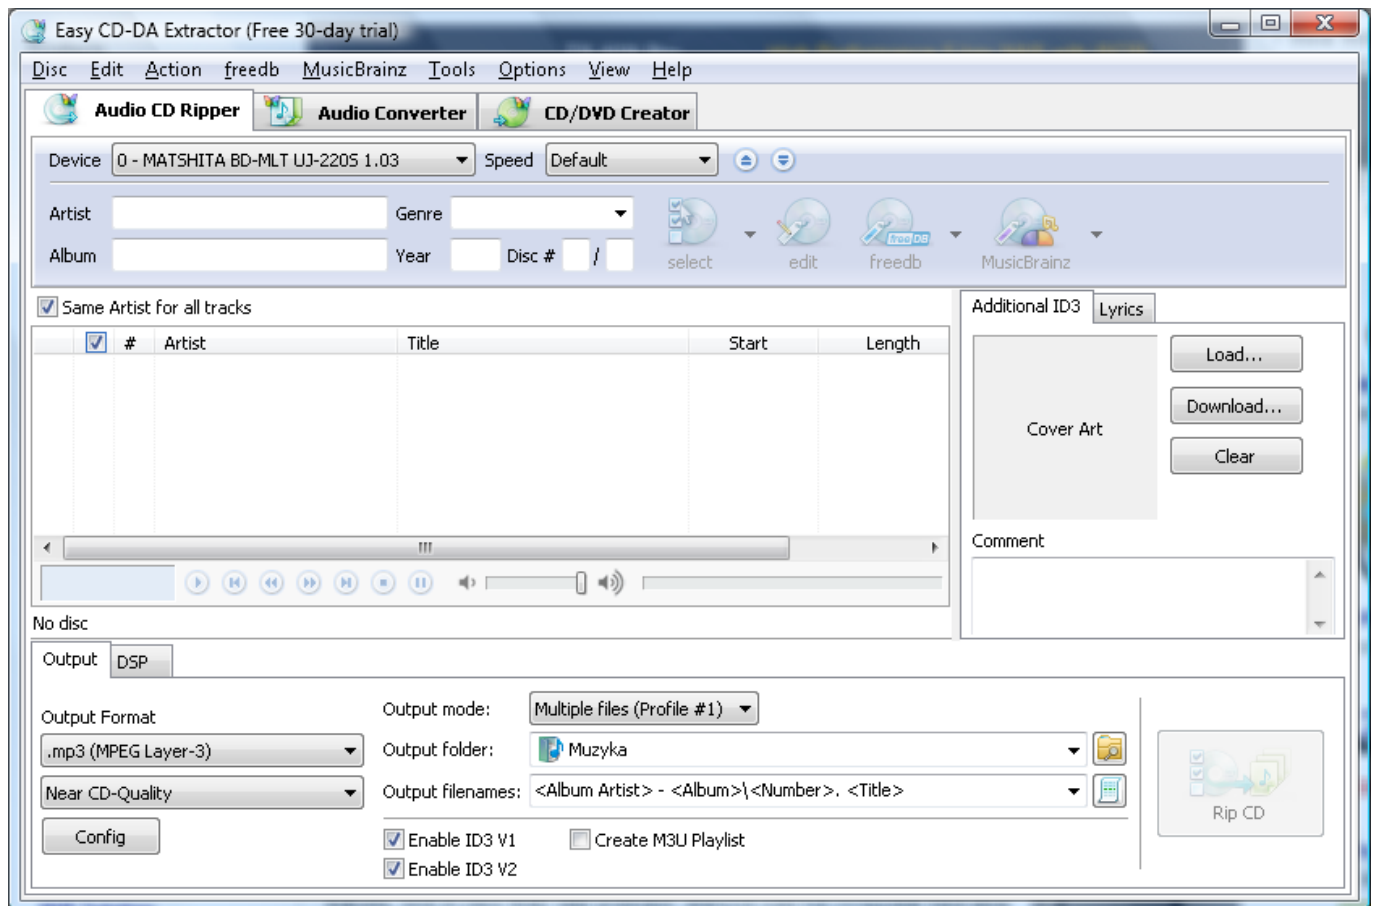 Easy CD-DA Extractor (Free 30-day trial)
Disc Edit Action freedb MusicBrainz Tools Options View Help
Audio CD Ripper Audio Converter CD/DVD Creator
Device 0 - MATSHITA BD-MLT UJ-220S 1.03 Speed Default
Artist Genre
Album Year Disc # /
select edit freedb MusicBrainz
free DB
Same Artist for all tracks
Additional ID3 Lyrics
# Artist Title Start Length
Load...
Download...
Cover Art
Clear
Comment
No disc
Output DSP
Output Format
Output mode: Multiple files (Profile #1)
.mp3 (MPEG Layer-3)
Output folder: Muzyka
Near CD-Quality
Output filenames: <Album Artist> - <Album>\<Number>. <Title>
Config
Enable ID3 V1 Create M3U Playlist
Enable ID3 V2
Rip CD